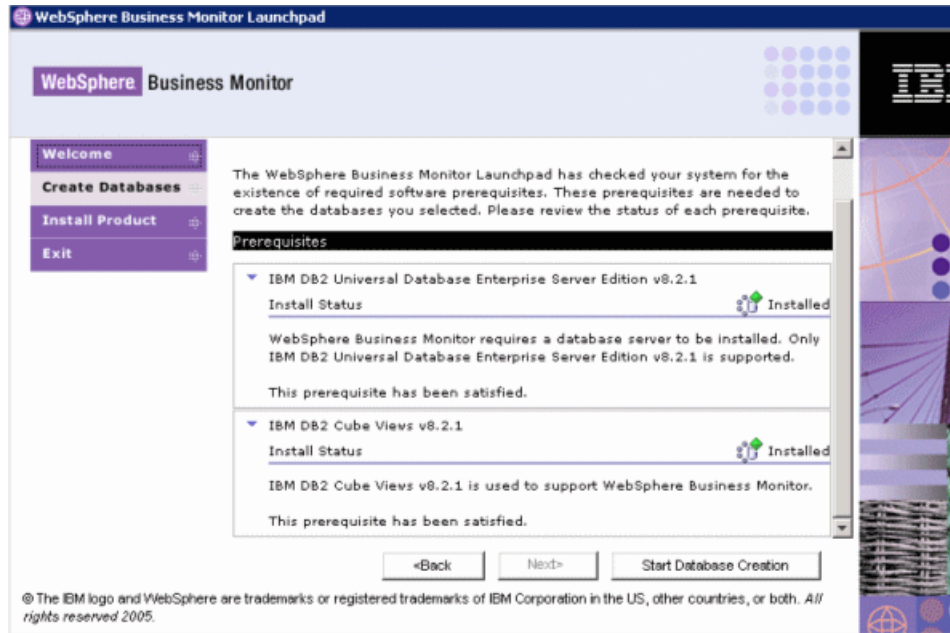 WebSphere Business Monitor Launchpad
WebSphere Business Monitor
IBM
Welcome
Create Databases
Install Product
Exit
The WebSphere Business Monitor Launchpad has checked your system for the
existence of required software prerequisites. These prerequisites are needed to
create the databases you selected. Please review the status of each prerequisite.
Prerequisites
IBM DB2 Universal Database Enterprise Server Edition v8.2.1
Install Status Installed
WebSphere Business Monitor requires a database server to be installed. Only
IBM DB2 Universal Database Enterprise Server Edition v8.2.1 is supported.
This prerequisite has been satisfied.
IBM DB2 Cube Views v8.2.1
Install Status Installed
IBM DB2 Cube Views v8.2.1 is used to support WebSphere Business Monitor.
This prerequisite has been satisfied.
<Back Next> Start Database Creation
© The IBM logo and WebSphere are trademarks or registered trademarks of IBM Corporation in the US, other countries, or both. All
rights reserved 2005.